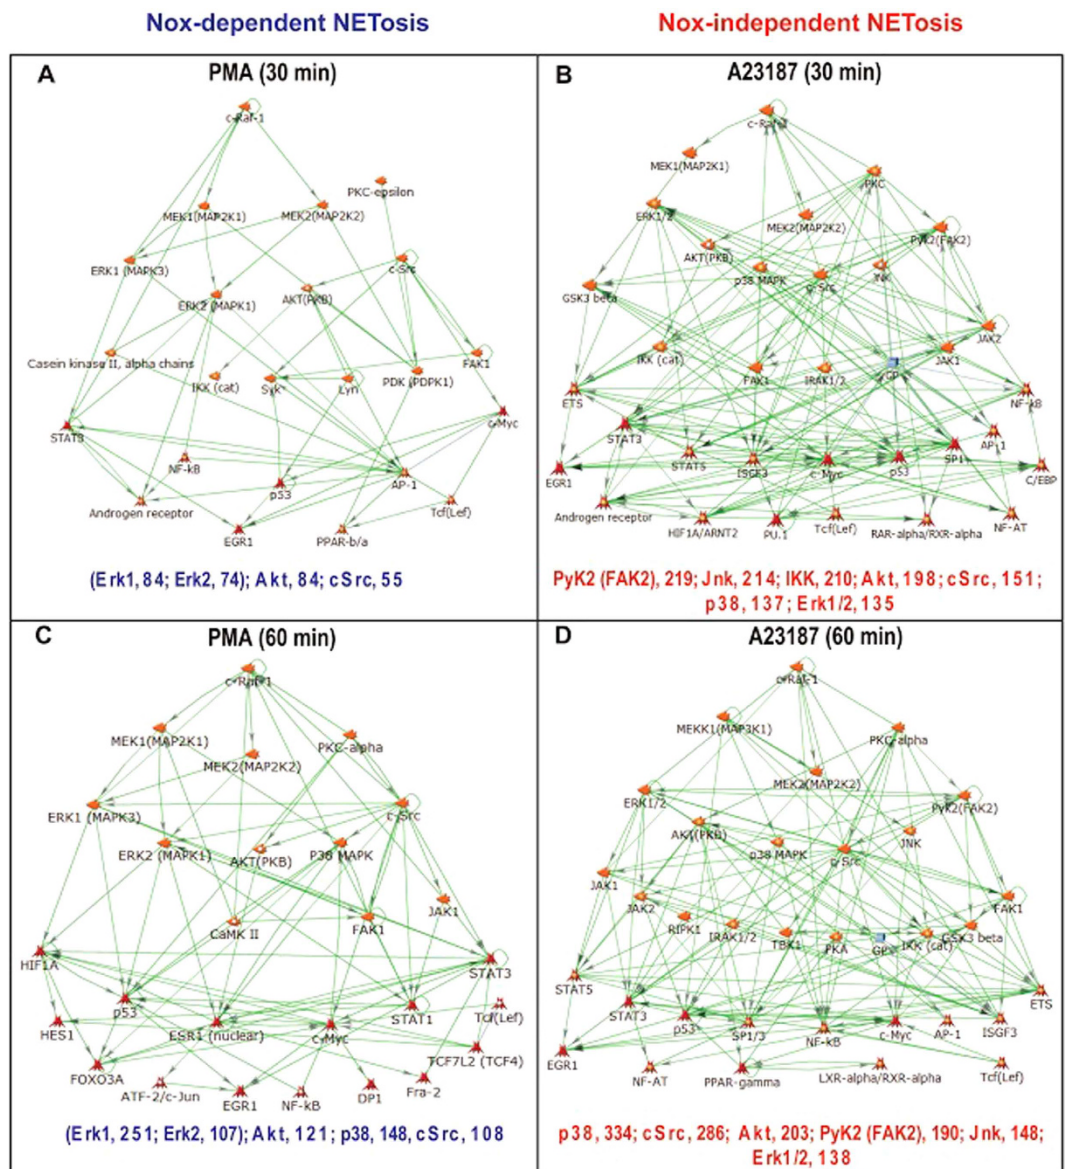 Nox-dependent NETosis
Nox-independent NETosis
A
PMA (30 min)
c-Raf-1
PKC-epsilon
MEK1(MAP2K1)
MEK2(MAP2K2)
ERK1 (MAPK3)
c-Src
ERK2 (MAPK1)
AKT(PKB)
Casein kinase II, alpha chains
FAK1
IKK (cat)
Syk
Lyn
PDK (PDPK1)
c-Myc
STAT3
NF-kB
p53
AP-1
Androgen receptor
Tcf(Lef)
EGR1
PPAR-b/a
(Erk1, 84; Erk2, 74); Akt, 84; cSrc, 55
B
A23187 (30 min)
c-Raf-1
MEK1(MAP2K1)
PKC
ERK1/2
MEK2(MAP2K2)
AKT(PKB)
PyK2(FAK2)
p38 MAPK
c-Src
JNK
GSK3 beta
JAK2
IKK (cat)
JAK1
FAK1
IRAK1/2
GP
ETS
NF-kB
STAT3
AP-1
STAT5
ISGF3
c-Myc
p53
SP1
EGR1
C/EBP
Androgen receptor
HIF1A/ARNT2
PU.1
Tcf(Lef)
RAR-alpha/RXR-alpha
NF-AT
PyK2 (FAK2), 219; Jnk, 214; IKK, 210; Akt, 198; cSrc, 151;
p38, 137; Erk1/2, 135
C
PMA (60 min)
c-Raf-1
MEK1(MAP2K1)
PKC-alpha
MEK2(MAP2K2)
ERK1 (MAPK3)
c-Src
ERK2 (MAPK1)
AKT(PKB)
P38 MAPK
JAK1
CaMK II
FAK1
HIF1A
STAT3
p53
STAT1
Tcf(Lef)
HES1
ESR1 (nuclear)
c-Myc
TCF7L2 (TCF4)
FOXO3A
ATF-2/c-Jun
EGR1
NF-kB
DP1
Fra-2
(Erk1, 251; Erk2, 107); Akt, 121; p38, 148, cSrc, 108
D
A23187 (60 min)
c-Raf-1
MEKK1(MAP3K1)
PKC-alpha
MEK2(MAP2K2)
ERK1/2
PyK2(FAK2)
AKT(PKB)
p38 MAPK
c-Src
JNK
JAK1
JAK2
FAK1
RIPK1
IRAK1/2
TBK1
PKA
GP
IKK (cat)
GSK3 beta
STAT5
STAT3
ETS
p53
SP1/3
NF-kB
c-Myc
AP-1
ISGF3
EGR1
NF-AT
PPAR-gamma
LXR-alpha/RXR-alpha
Tcf(Lef)
p38, 334; cSrc, 286; Akt, 203; PyK2 (FAK2), 190; Jnk, 148;
Erk1/2, 138